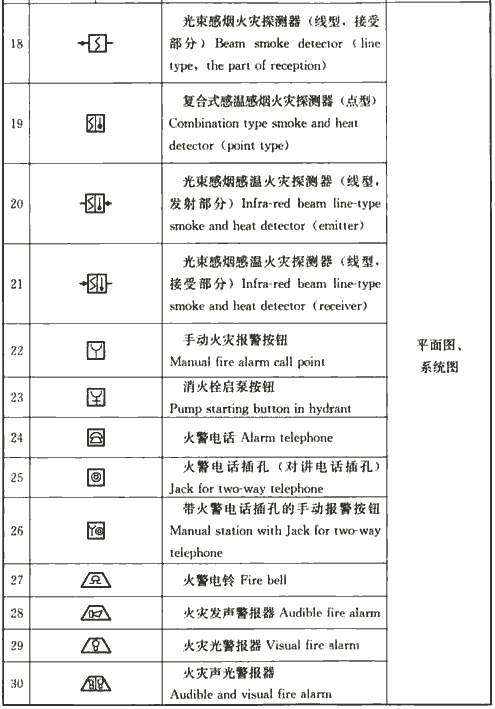 18
光束感烟火灾探测器（线型，接受
部分）Beam smoke detector（line
type，the part of reception）
19
复合式感温感烟火灾探测器（点型）
Combination type smoke and heat
detector（point type）
20
光束感烟感温火灾探测器（线型，
发射部分）Infra-red beam line-type
smoke and heat detector（emitter）
21
光束感烟感温火灾探测器（线型，
接受部分）Infra-red beam line-type
smoke and heat detector（receiver）
22
手动火灾报警按钮
Manual fire alarm call point
平面图、
系统图
23
消火栓启泵按钮
Pump starting button in hydrant
24
火警电话 Alarm telephone
25
火警电话插孔（对讲电话插孔）
Jack for two-way telephone
26
带火警电话插孔的手动报警按钮
Manual station with Jack for two-way
telephone
27
火警电铃 Fire bell
28
火灾发声警报器 Audible fire alarm
29
火灾光警报器 Visual fire alarm
30
火灾声光警报器
Audible and visual fire alarm